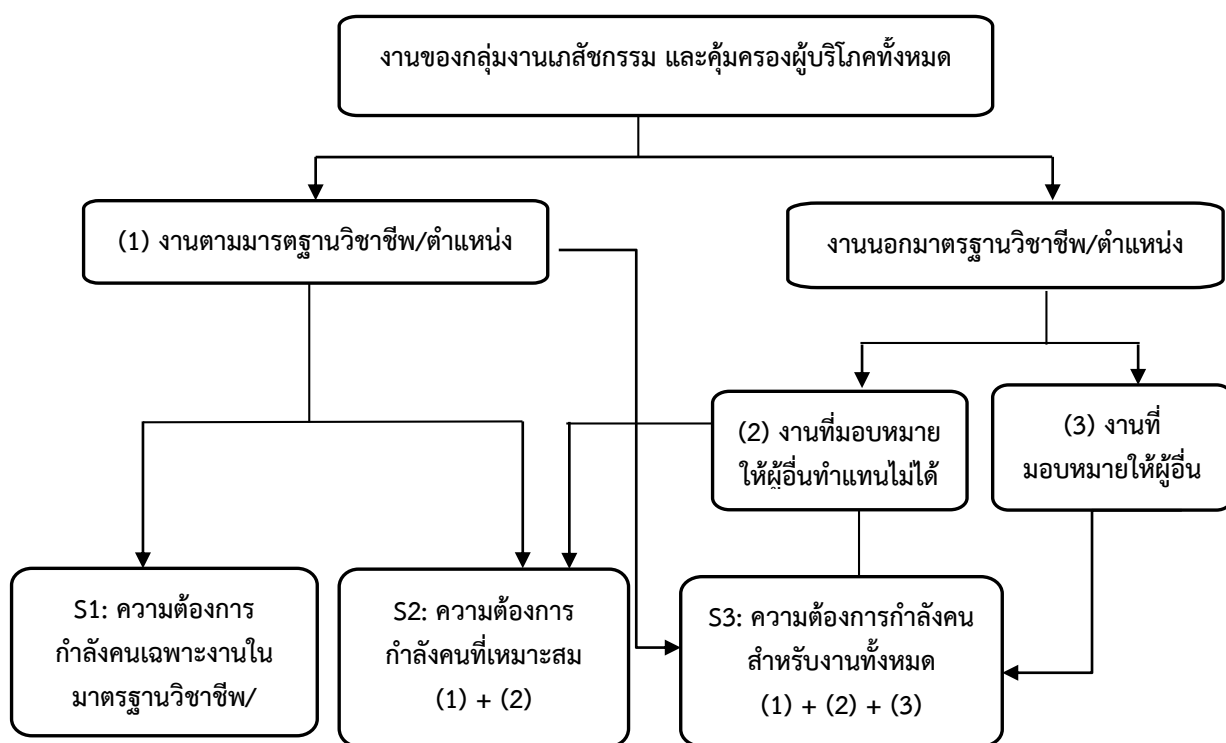 งานของกลุ่มงานเภสัชกรรม และคุ้มครองผู้บริโภคทั้งหมด
(1) งานตามมารตฐานวิชาชีพ/ตำแหน่ง
งานนอกมาตรฐานวิชาชีพ/ตำแหน่ง
(2) งานที่มอบหมาย
ให้ผู้อื่นทำแทนไม่ได้
(3) งานที่
มอบหมายให้ผู้อื่น
S1: ความต้องการ
กำลังคนเฉพาะงานใน
มาตรฐานวิชาชีพ/
S2: ความต้องการ
กำลังคนที่เหมาะสม
(1) + (2)
S3: ความต้องการกำลังคน
สำหรับงานทั้งหมด
(1) + (2) + (3)